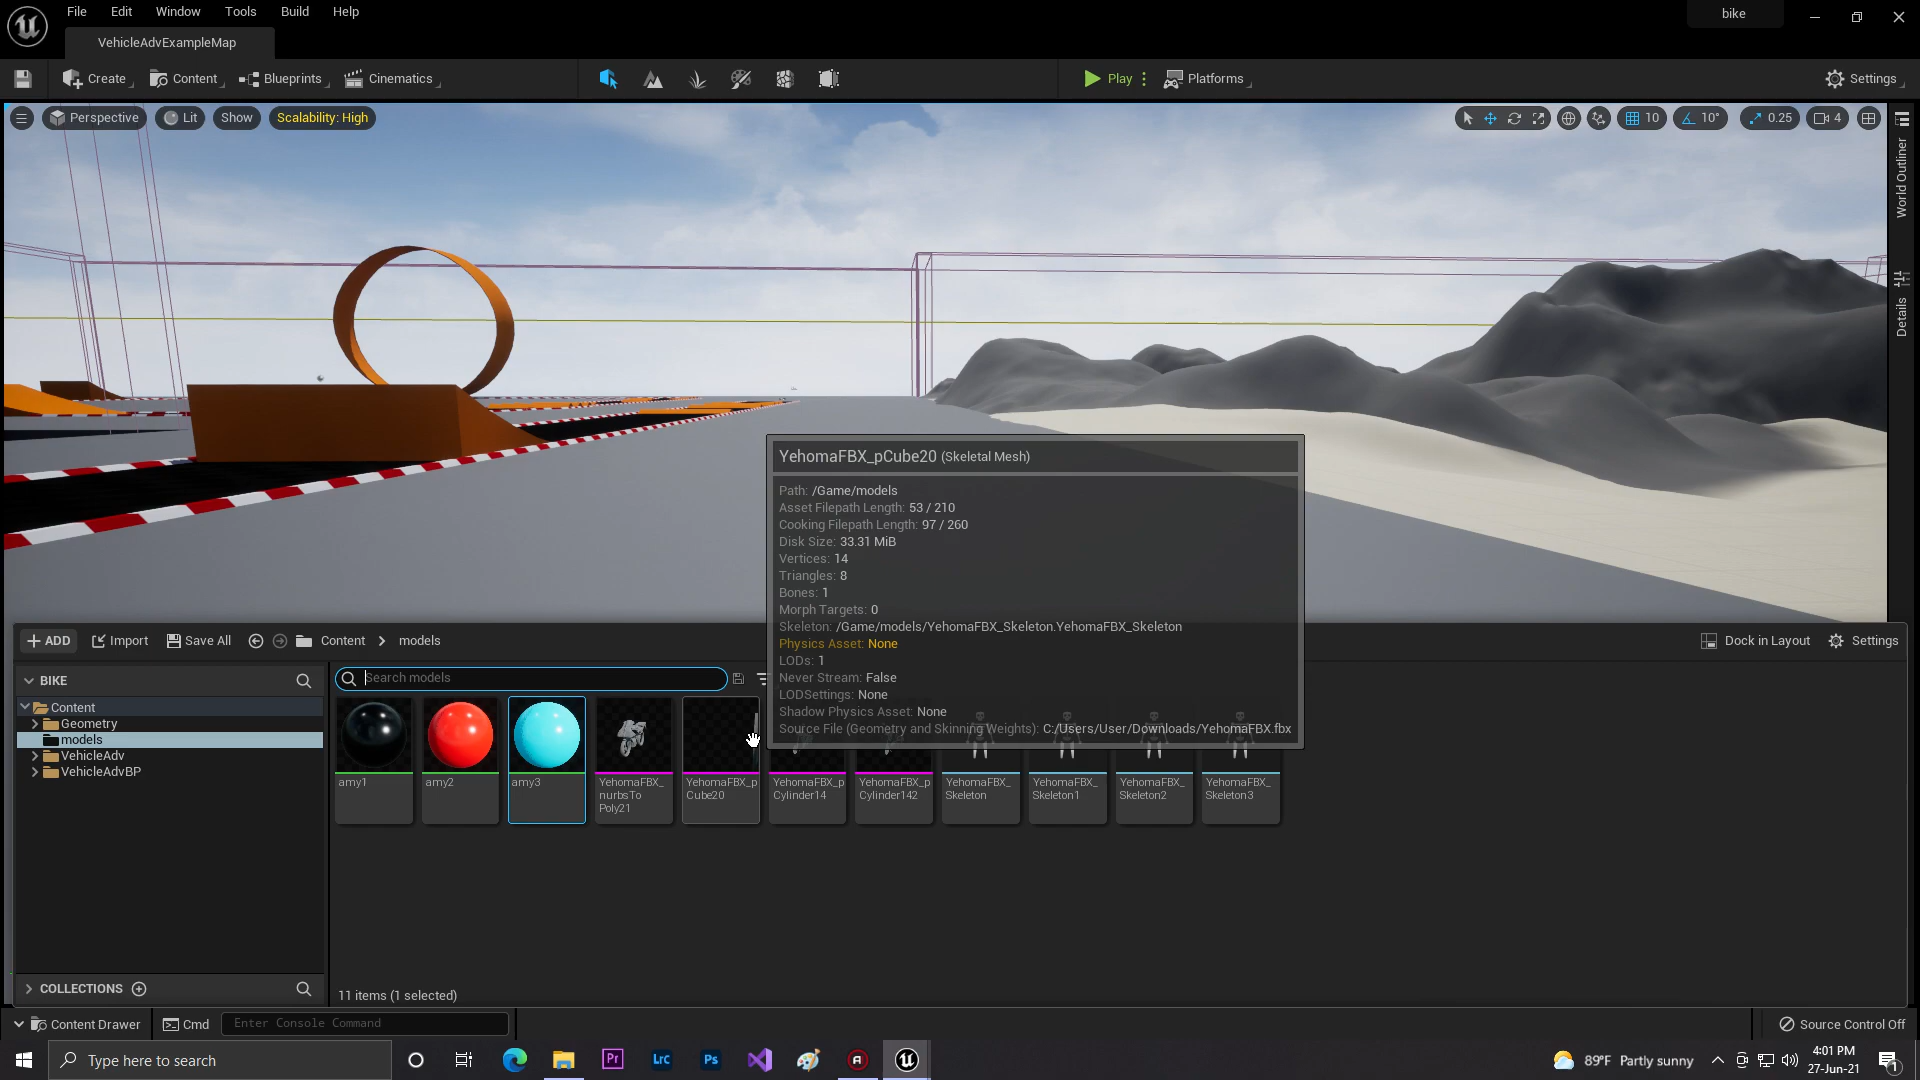 File Edit Window Tools Build Help
bike
VehicleAdvExampleMap
Create Content Blueprints Cinematics Play Platforms Settings
Perspective Lit Show Scalability: High 10 10° 0.25 4
World Outliner
Details
YehomaFBX_pCube20 (Skeletal Mesh)
Path: /Game/models
Asset Filepath Length: 53 / 210
Cooking Filepath Length: 97 / 260
Disk Size: 33.31 MiB
Vertices: 14
Triangles: 8
Bones: 1
Morph Targets: 0
Skeleton: /Game/models/YehomaFBX_Skeleton.YehomaFBX_Skeleton
Physics Asset: None
LODs: 1
Never Stream: False
LODSettings: None
Shadow Physics Asset: None
Source File (Geometry and Skinning Weights): C:/Users/User/Downloads/YehomaFBX.fbx
ADD Import Save All Content models Dock in Layout Settings
BIKE
Search models
Content
Geometry
models
VehicleAdv
VehicleAdvBP
amy1
amy2
amy3
YehomaFBX_
nurbsTo
Poly21
YehomaFBX_p
Cube20
YehomaFBX_p
Cylinder14
YehomaFBX_p
Cylinder142
YehomaFBX_
Skeleton
YehomaFBX_
Skeleton1
YehomaFBX_
Skeleton2
YehomaFBX_
Skeleton3
COLLECTIONS
11 items (1 selected)
Content Drawer Cmd Enter Console Command Source Control Off
Type here to search
Pr
Lrc
Ps
89°F Partly sunny
4:01 PM
27-Jun-21
1